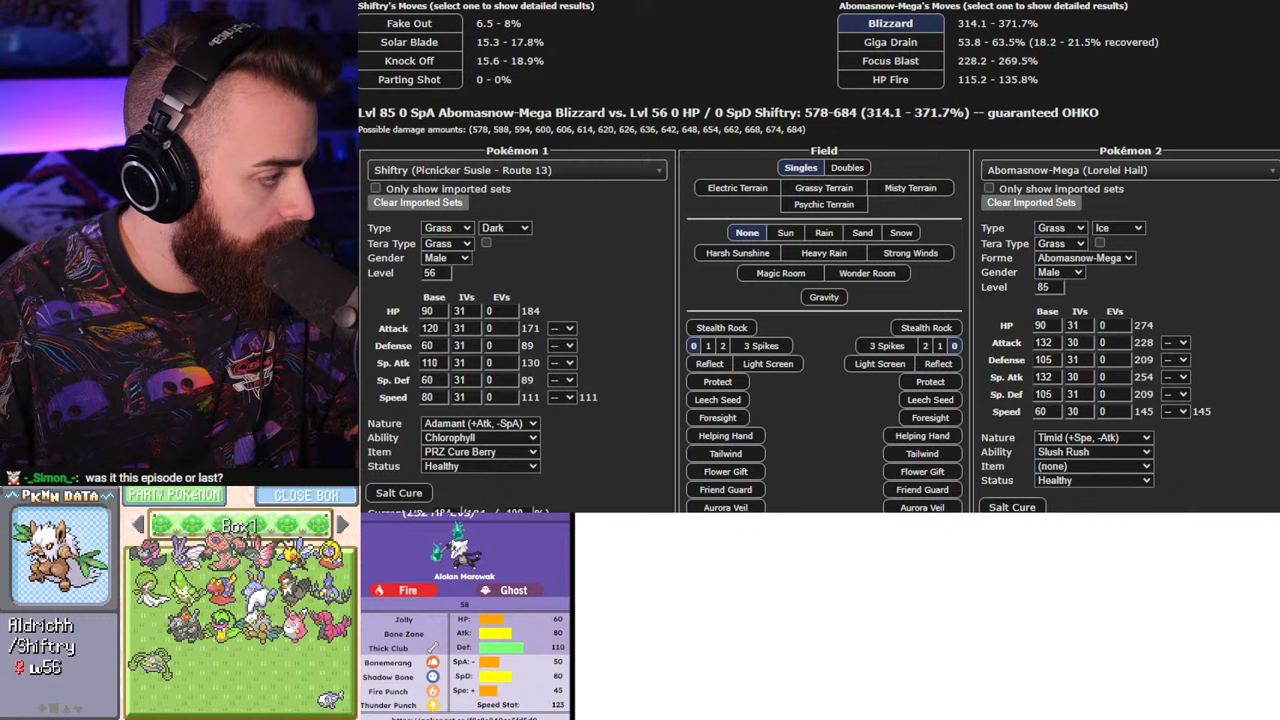 Shiftry's Moves (select one to show detailed results)
Abomasnow-Mega's Moves (select one to show detailed results)
Fake Out 6.5 - 8%
Blizzard 314.1 - 371.7%
Solar Blade 15.3 - 17.8%
Giga Drain 53.8 - 63.5% (18.2 - 21.5% recovered)
Knock Off 15.6 - 18.9%
Focus Blast 228.2 - 269.5%
Parting Shot 0 - 0%
HP Fire 115.2 - 135.8%
Lvl 85 0 SpA Abomasnow-Mega Blizzard vs. Lvl 56 0 HP / 0 SpD Shiftry: 578-684 (314.1 - 371.7%) -- guaranteed OHKO
Possible damage amounts: (578, 588, 594, 600, 606, 614, 620, 626, 636, 642, 648, 654, 662, 668, 674, 684)
Pokémon 1
Shiftry (Picnicker Susie - Route 13)
Only show imported sets
Clear Imported Sets
Type Grass Dark
Tera Type Grass
Gender Male
Level 56
Base IVs EVs
HP 90 31 0 184
Attack 120 31 0 171 --
Defense 60 31 0 89 --
Sp. Atk 110 31 0 130 --
Sp. Def 60 31 0 89 --
Speed 80 31 0 111 -- 111
Nature Adamant (+Atk, -SpA)
Ability Chlorophyll
Item PRZ Cure Berry
Status Healthy
Salt Cure
Field
Singles Doubles
Electric Terrain Grassy Terrain Misty Terrain
Psychic Terrain
None Sun Rain Sand Snow
Harsh Sunshine Heavy Rain Strong Winds
Magic Room Wonder Room
Gravity
Stealth Rock Stealth Rock
0 1 2 3 Spikes 3 Spikes 2 1 0
Reflect Light Screen Light Screen Reflect
Protect Protect
Leech Seed Leech Seed
Foresight Foresight
Helping Hand Helping Hand
Tailwind Tailwind
Flower Gift Flower Gift
Friend Guard Friend Guard
Aurora Veil Aurora Veil
Pokémon 2
Abomasnow-Mega (Lorelei Hail)
Only show imported sets
Clear Imported Sets
Type Grass Ice
Tera Type Grass
Forme Abomasnow-Mega
Gender Male
Level 85
Base IVs EVs
HP 90 31 0 274
Attack 132 30 0 228 --
Defense 105 31 0 209 --
Sp. Atk 132 30 0 254 --
Sp. Def 105 31 0 209 --
Speed 60 30 0 145 -- 145
Nature Timid (+Spe, -Atk)
Ability Slush Rush
Item (none)
Status Healthy
Salt Cure
-_Simon_-: was it this episode or last?
PKMN DATA
PARTY POKéMON
CLOSE BOX
Box1
Aldrichh
/Shiftry
♀ Lv56
Alolan Marowak
Fire Ghost
58
Jolly
Bone Zone
Thick Club
Bonemerang
Shadow Bone
Fire Punch
Thunder Punch
HP: 60
Atk: 80
Def: 110
SpA: - 50
SpD: 80
Spe: + 45
Speed Stat: 123